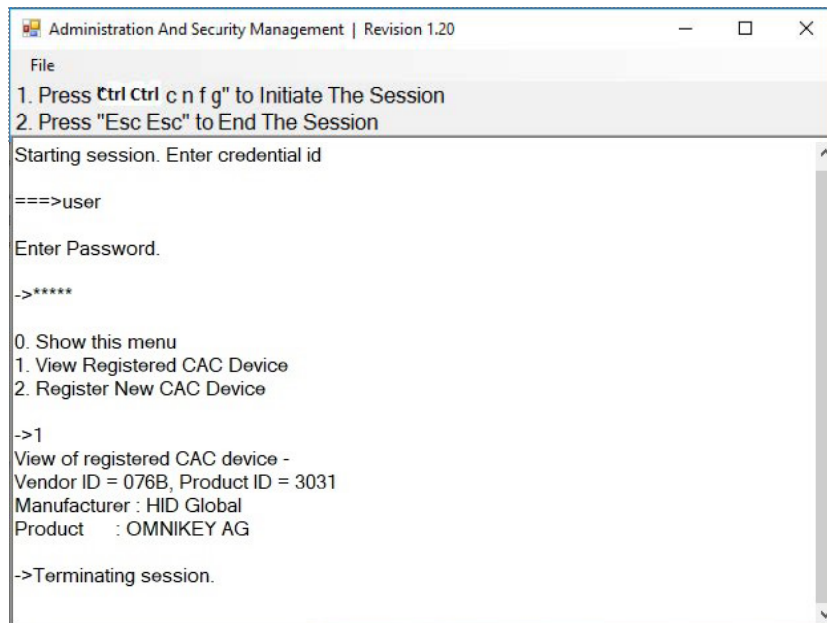 Administration And Security Management | Revision 1.20
File
1. Press "Ctrl Ctrl c n f g" to Initiate The Session
2. Press "Esc Esc" to End The Session
Starting session. Enter credential id
===>user
Enter Password.
->*****
0. Show this menu
1. View Registered CAC Device
2. Register New CAC Device
->1
View of registered CAC device -
Vendor ID = 076B, Product ID = 3031
Manufacturer : HID Global
Product : OMNIKEY AG
->Terminating session.